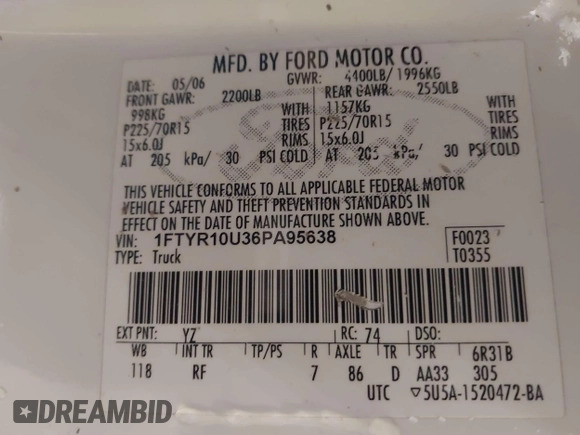 MFD. BY FORD MOTOR CO.
DATE: 05/06 GVWR: 4400LB/ 1996KG
FRONT GAWR: 2200LB REAR GAWR: 2550LB
998KG WITH 1157KG WITH
P225/70R15 TIRES P225/70R15 TIRES
15x6.0J RIMS 15x6.0J RIMS
AT 205 kPa/ 30 PSI COLD AT 205 kPa/ 30 PSI COLD
THIS VEHICLE CONFORMS TO ALL APPLICABLE FEDERAL MOTOR
VEHICLE SAFETY AND THEFT PREVENTION STANDARDS IN
EFFECT ON THE DATE OF MANUFACTURE SHOWN ABOVE.
VIN: 1FTYR10U36PA95638 F0023
TYPE: Truck T0355
EXT PNT: YZ RC: 74 DSO:
WB INT TR TP/PS R AXLE TR SPR 6R31B
118 RF 7 86 D AA33 305
UTC ▽5U5A-1520472-BA
DREAMBID